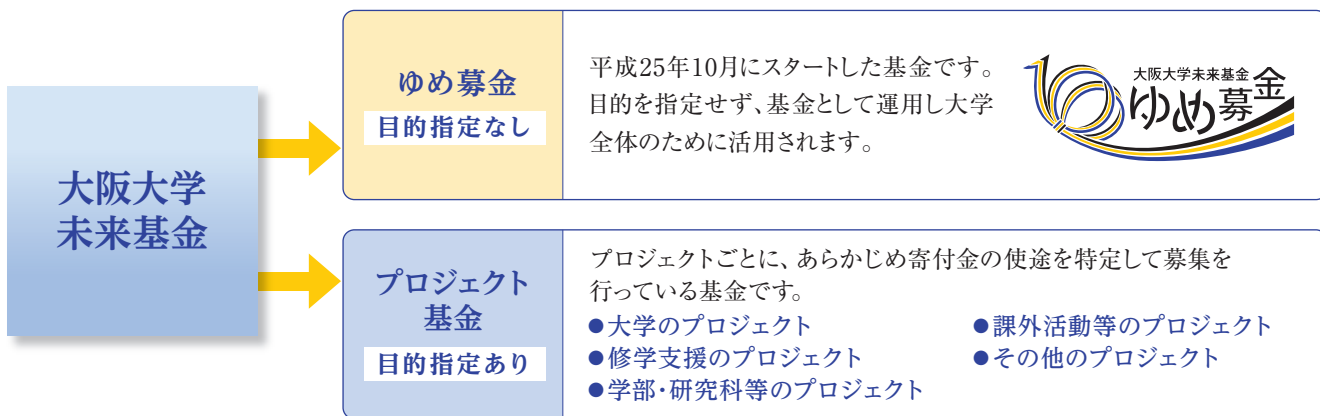 大阪大学
未来基金
ゆめ募金
目的指定なし
平成25年10月にスタートした基金です。
目的を指定せず、基金として運用し大学
全体のために活用されます。
大阪大学未来基金
ゆめ募金
プロジェクト
基金
目的指定あり
プロジェクトごとに、あらかじめ寄付金の使途を特定して募集を
行っている基金です。
●大学のプロジェクト
●修学支援のプロジェクト
●学部・研究科等のプロジェクト
●課外活動等のプロジェクト
●その他のプロジェクト